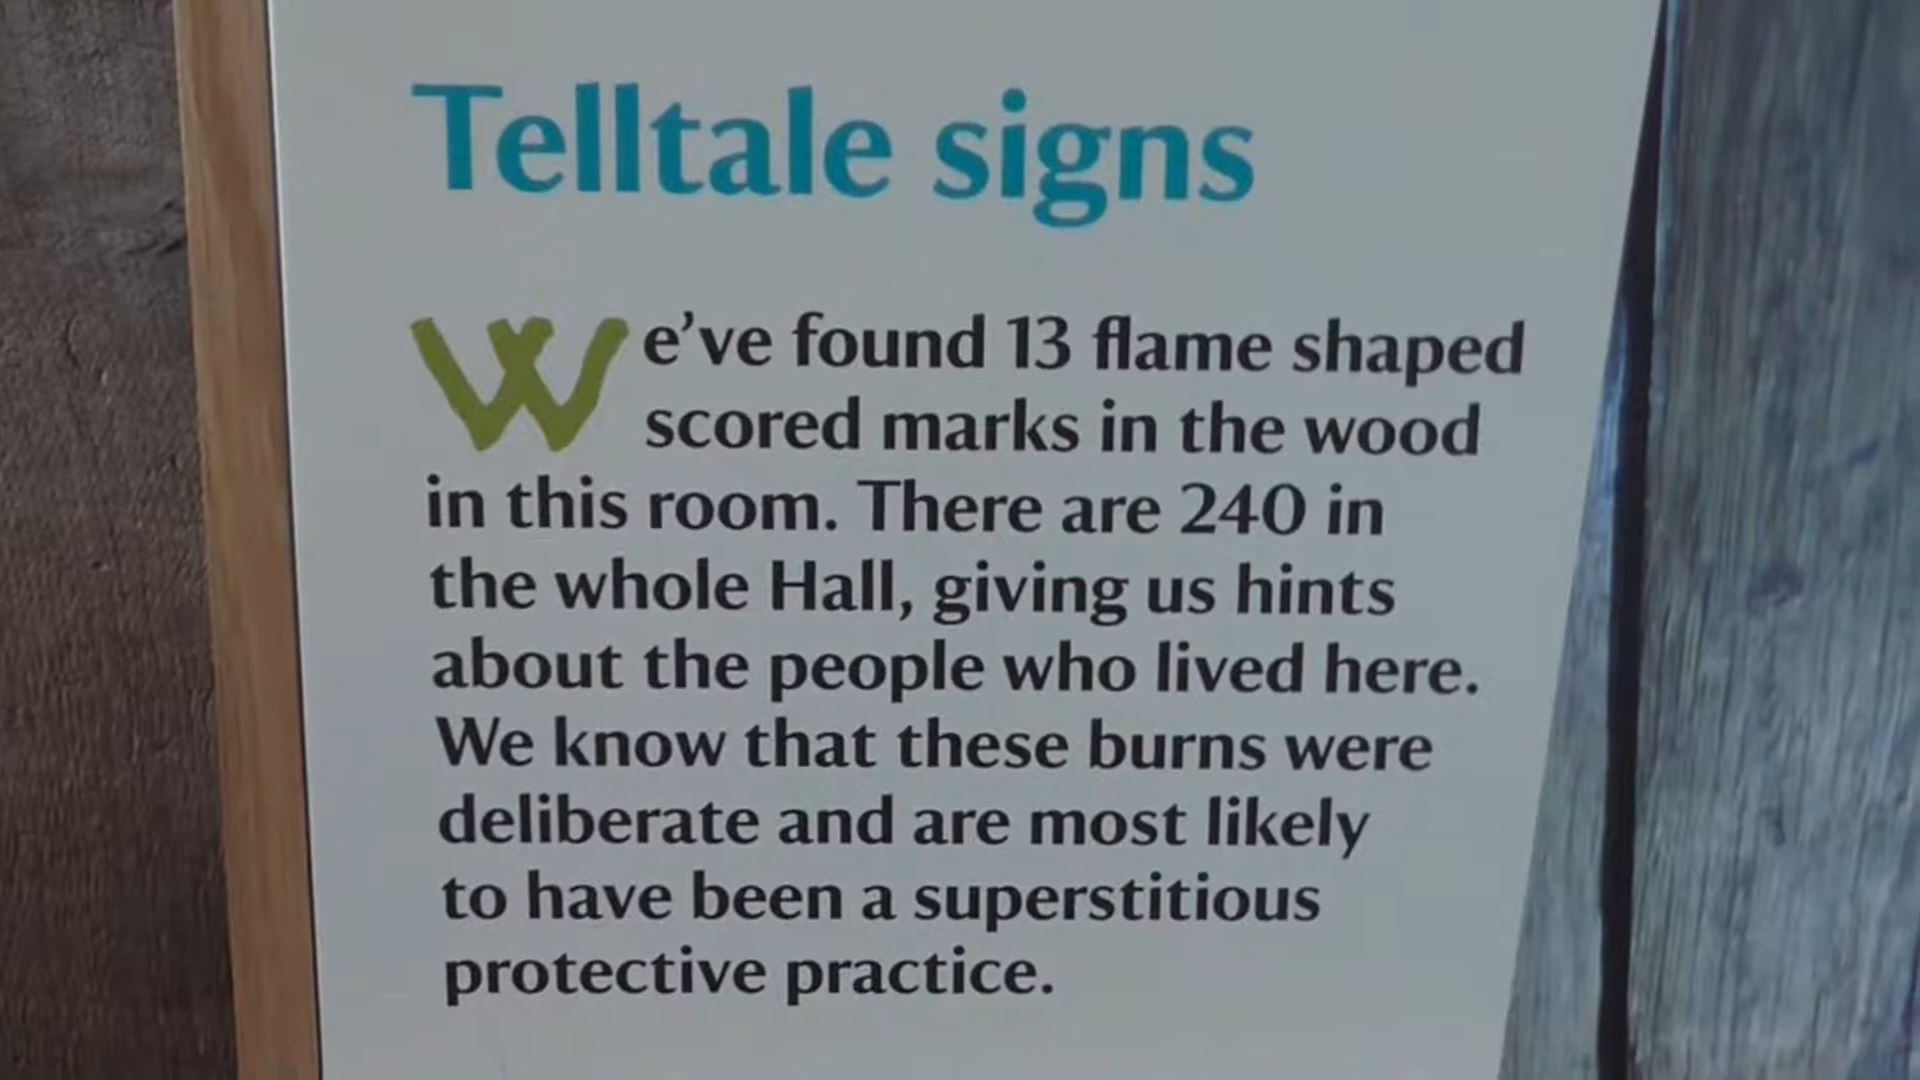 Telltale signs
We've found 13 flame shaped
scored marks in the wood
in this room. There are 240 in
the whole Hall, giving us hints
about the people who lived here.
We know that these burns were
deliberate and are most likely
to have been a superstitious
protective practice.